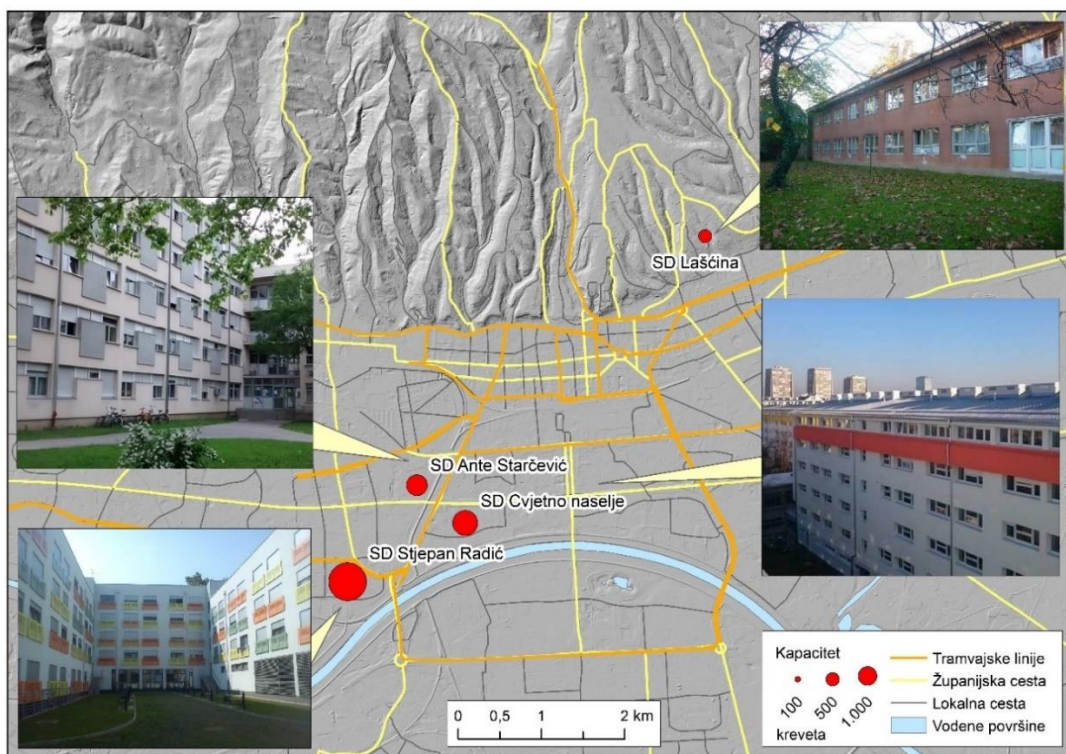 SD Lašćina
SD Ante Starčević
SD Cvjetno naselje
SD Stjepan Radić
0 0,5 1 2 km
Kapacitet
100 500 1.000
kreveta
Tramvajske linije
Županijska cesta
Lokalna cesta
Vodene površine